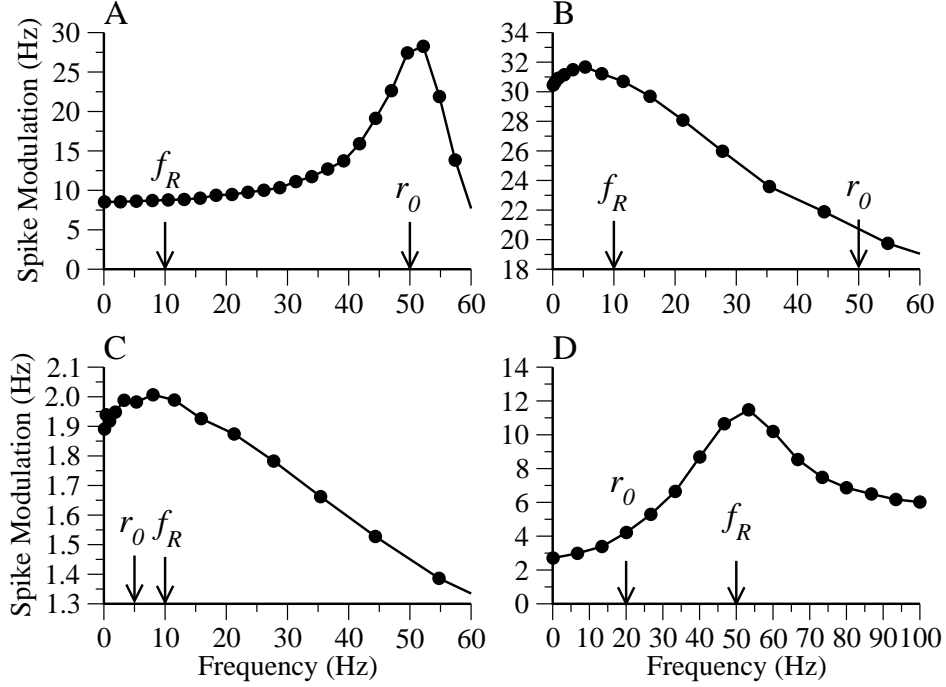 A
B
30
25
20
15
10
5
0
Spike Modulation (Hz)
f_R
r_0
0 10 20 30 40 50 60
34
32
30
28
26
24
22
20
18
f_R
r_0
0 10 20 30 40 50 60
C
D
2.1
2.0
1.9
1.8
1.7
1.6
1.5
1.4
1.3
Spike Modulation (Hz)
r_0 f_R
0 10 20 30 40 50 60
Frequency (Hz)
14
12
10
8
6
4
2
0
r_0
f_R
0 10 20 30 40 50 60 70 80 90 100
Frequency (Hz)